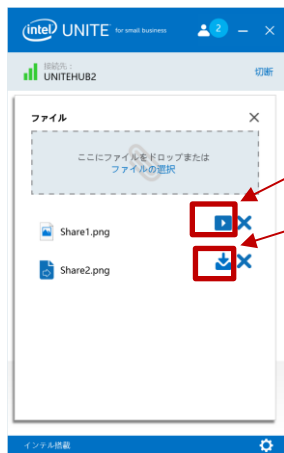 intel UNITE for small business 2
接続先：
UNITEHUB2 切断
ファイル
ここにファイルをドロップまたは
ファイルの選択
Share1.png
Share2.png
インテル搭載